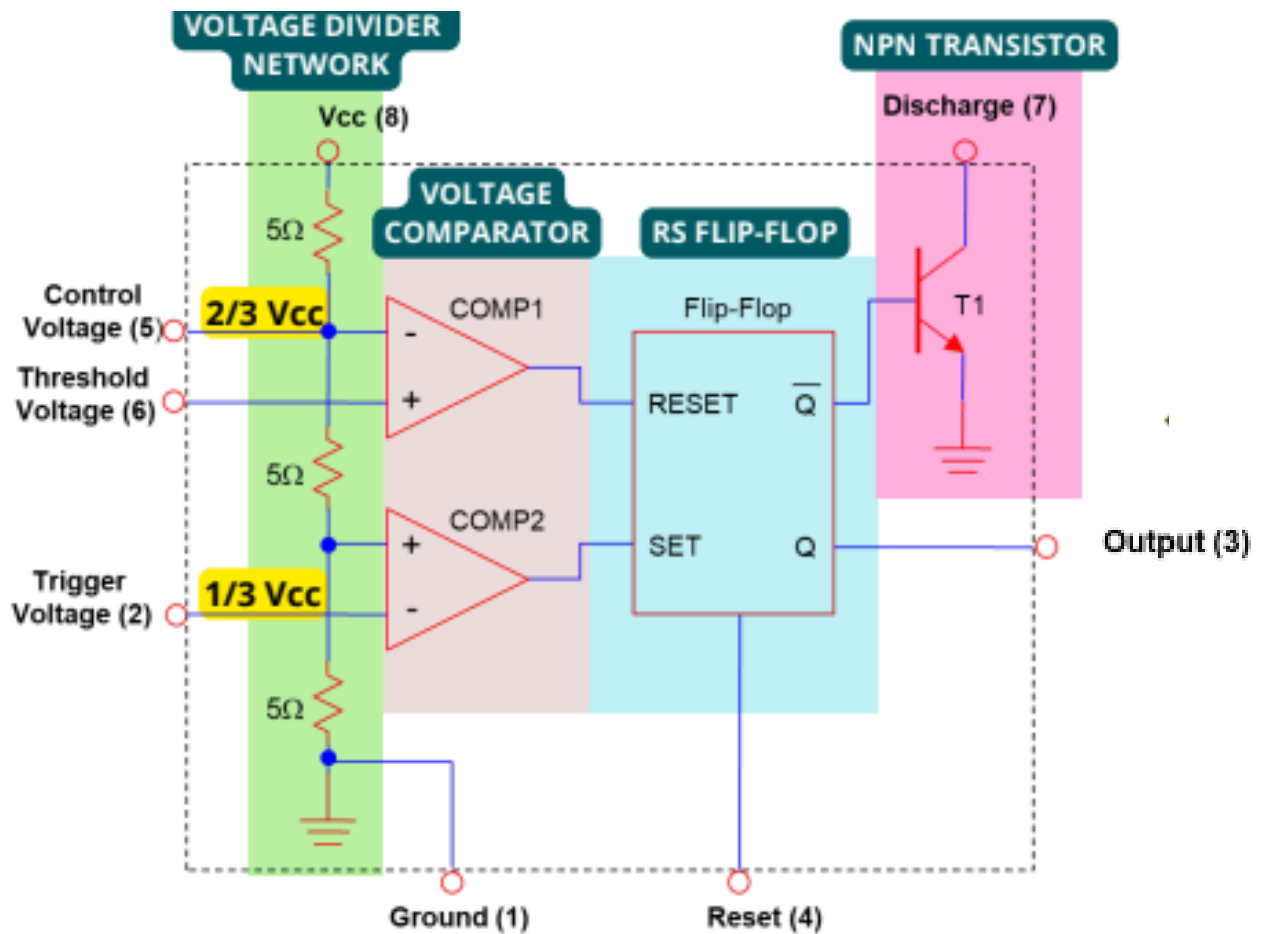 VOLTAGE DIVIDER
NETWORK
NPN TRANSISTOR
Vcc (8)
Discharge (7)
VOLTAGE
COMPARATOR
RS FLIP-FLOP
5Ω
Control
Voltage (5)
2/3 Vcc
-
COMP1
Flip-Flop
T1
Threshold
Voltage (6)
+
RESET
Q̅
5Ω
COMP2
+
SET
Q
Output (3)
Trigger
Voltage (2)
1/3 Vcc
-
5Ω
Ground (1)
Reset (4)